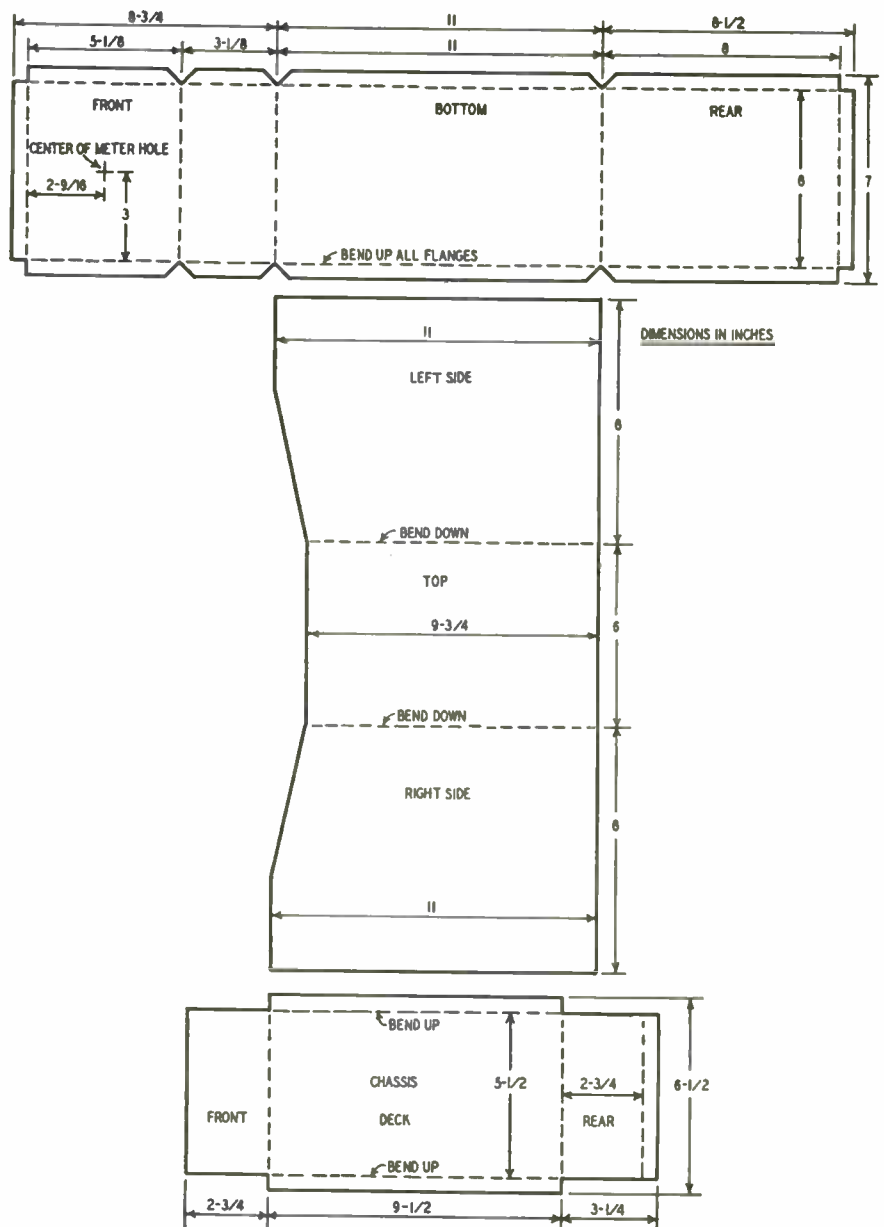 8-3/4
11
8-1/2
5-1/8
3-1/8
11
8
FRONT
BOTTOM
REAR
CENTER OF METER HOLE
2-9/16
3
6
7
BEND UP ALL FLANGES
DIMENSIONS IN INCHES
11
LEFT SIDE
8
BEND DOWN
TOP
9-3/4
6
BEND DOWN
RIGHT SIDE
8
11
BEND UP
CHASSIS
DECK
5-1/2
2-3/4
6-1/2
FRONT
REAR
BEND UP
2-3/4
9-1/2
3-1/4